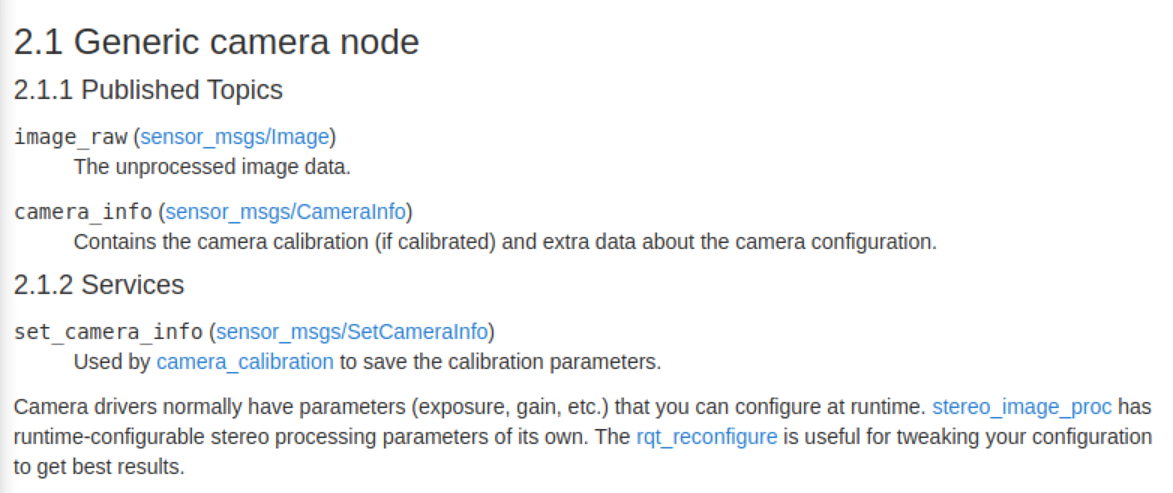 2.1 Generic camera node
2.1.1 Published Topics
image_raw (sensor_msgs/Image)
The unprocessed image data.
camera_info (sensor_msgs/CameraInfo)
Contains the camera calibration (if calibrated) and extra data about the camera configuration.
2.1.2 Services
set_camera_info (sensor_msgs/SetCameraInfo)
Used by camera_calibration to save the calibration parameters.
Camera drivers normally have parameters (exposure, gain, etc.) that you can configure at runtime. stereo_image_proc has
runtime-configurable stereo processing parameters of its own. The rqt_reconfigure is useful for tweaking your configuration
to get best results.